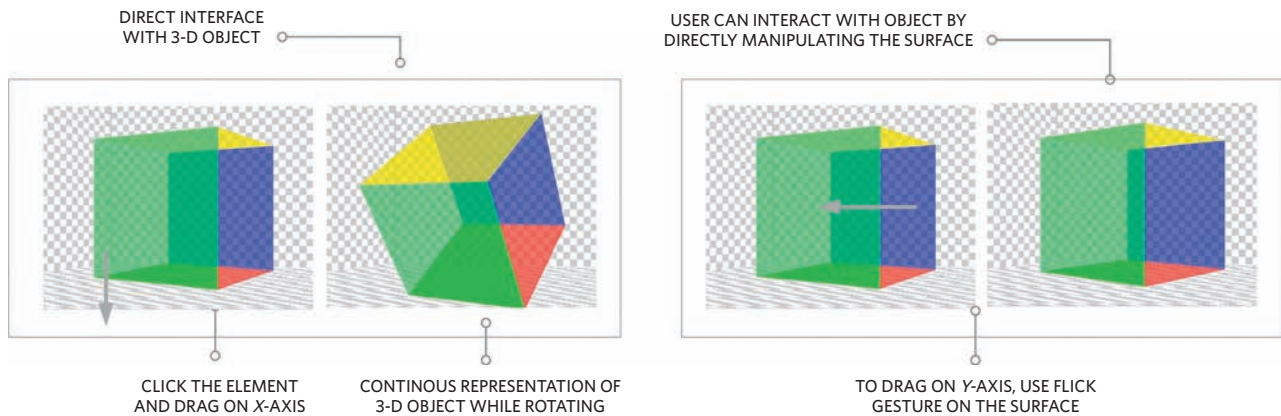 DIRECT INTERFACE
WITH 3-D OBJECT
USER CAN INTERACT WITH OBJECT BY
DIRECTLY MANIPULATING THE SURFACE
CLICK THE ELEMENT
AND DRAG ON X-AXIS
CONTINOUS REPRESENTATION OF
3-D OBJECT WHILE ROTATING
TO DRAG ON Y-AXIS, USE FLICK
GESTURE ON THE SURFACE